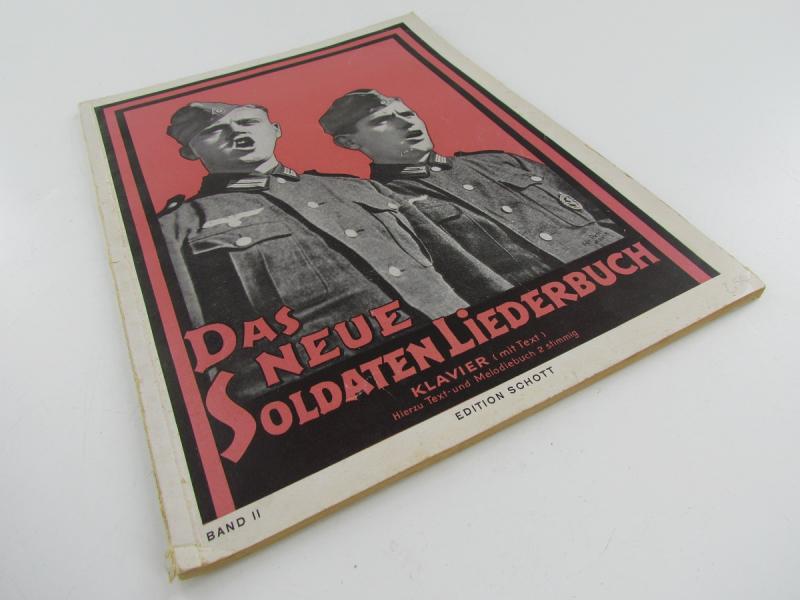 DAS
NEUE
SOLDATEN LIEDERBUCH
KLAVIER (mit Text)
Hierzu Text- und Melodiebuch 2 stimmig
EDITION SCHOTT
BAND II